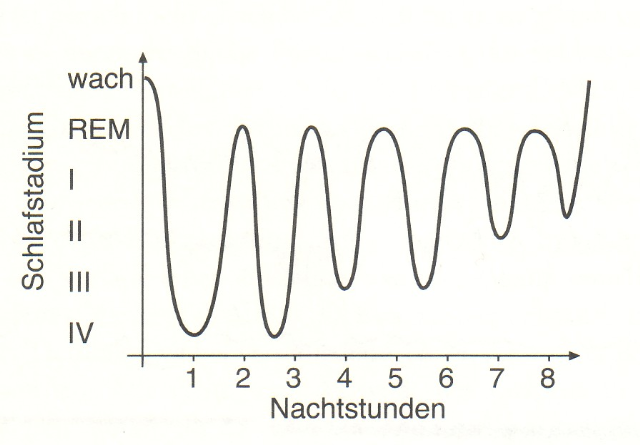 wach
REM
I
II
III
IV
Schlafstadium
1 2 3 4 5 6 7 8
Nachtstunden